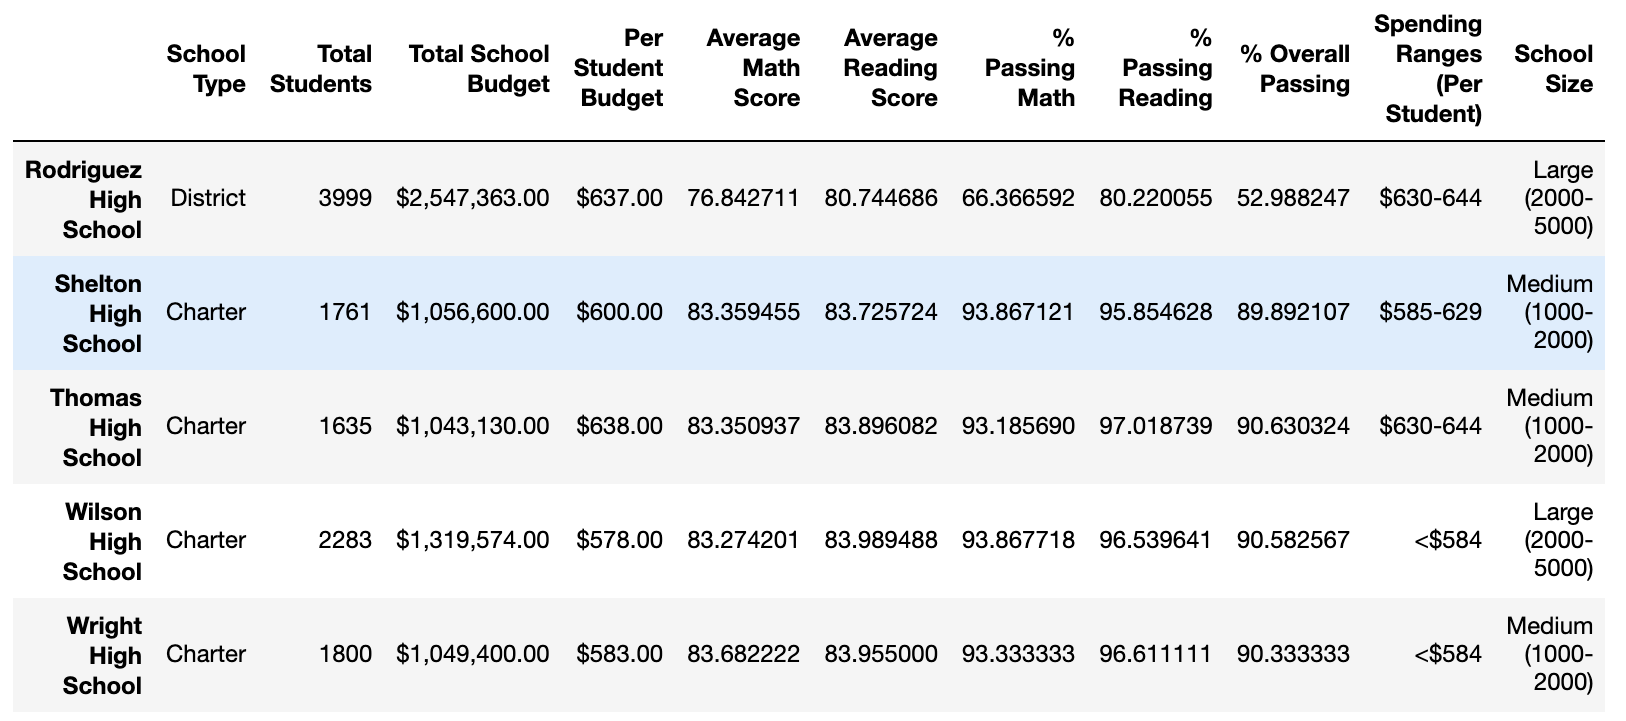 School Type Total Students Total School Budget Per Student Budget Average Math Score Average Reading Score % Passing Math % Passing Reading % Overall Passing Spending Ranges (Per Student) School Size
Rodriguez High School District 3999 $2,547,363.00 $637.00 76.842711 80.744686 66.366592 80.220055 52.988247 $630-644 Large (2000-5000)
Shelton High School Charter 1761 $1,056,600.00 $600.00 83.359455 83.725724 93.867121 95.854628 89.892107 $585-629 Medium (1000-2000)
Thomas High School Charter 1635 $1,043,130.00 $638.00 83.350937 83.896082 93.185690 97.018739 90.630324 $630-644 Medium (1000-2000)
Wilson High School Charter 2283 $1,319,574.00 $578.00 83.274201 83.989488 93.867718 96.539641 90.582567 <$584 Large (2000-5000)
Wright High School Charter 1800 $1,049,400.00 $583.00 83.682222 83.955000 93.333333 96.611111 90.333333 <$584 Medium (1000-2000)